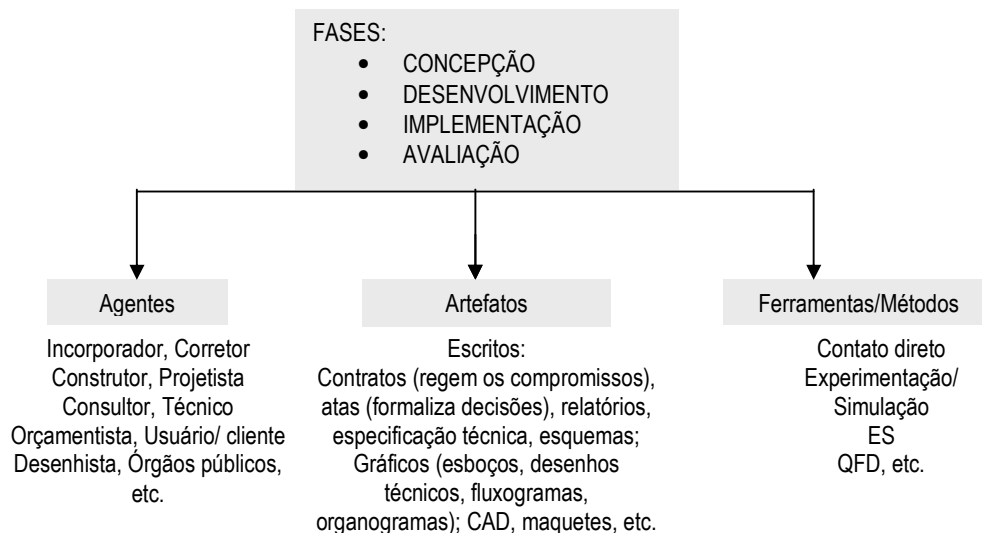 FASES:
• CONCEPÇÃO
• DESENVOLVIMENTO
• IMPLEMENTAÇÃO
• AVALIAÇÃO
Agentes
Incorporador, Corretor
Construtor, Projetista
Consultor, Técnico
Orçamentista, Usuário/ cliente
Desenhista, Órgãos públicos,
etc.
Artefatos
Escritos:
Contratos (regem os compromissos),
atas (formaliza decisões), relatórios,
especificação técnica, esquemas;
Gráficos (esboços, desenhos
técnicos, fluxogramas,
organogramas); CAD, maquetes, etc.
Ferramentas/Métodos
Contato direto
Experimentação/
Simulação
ES
QFD, etc.